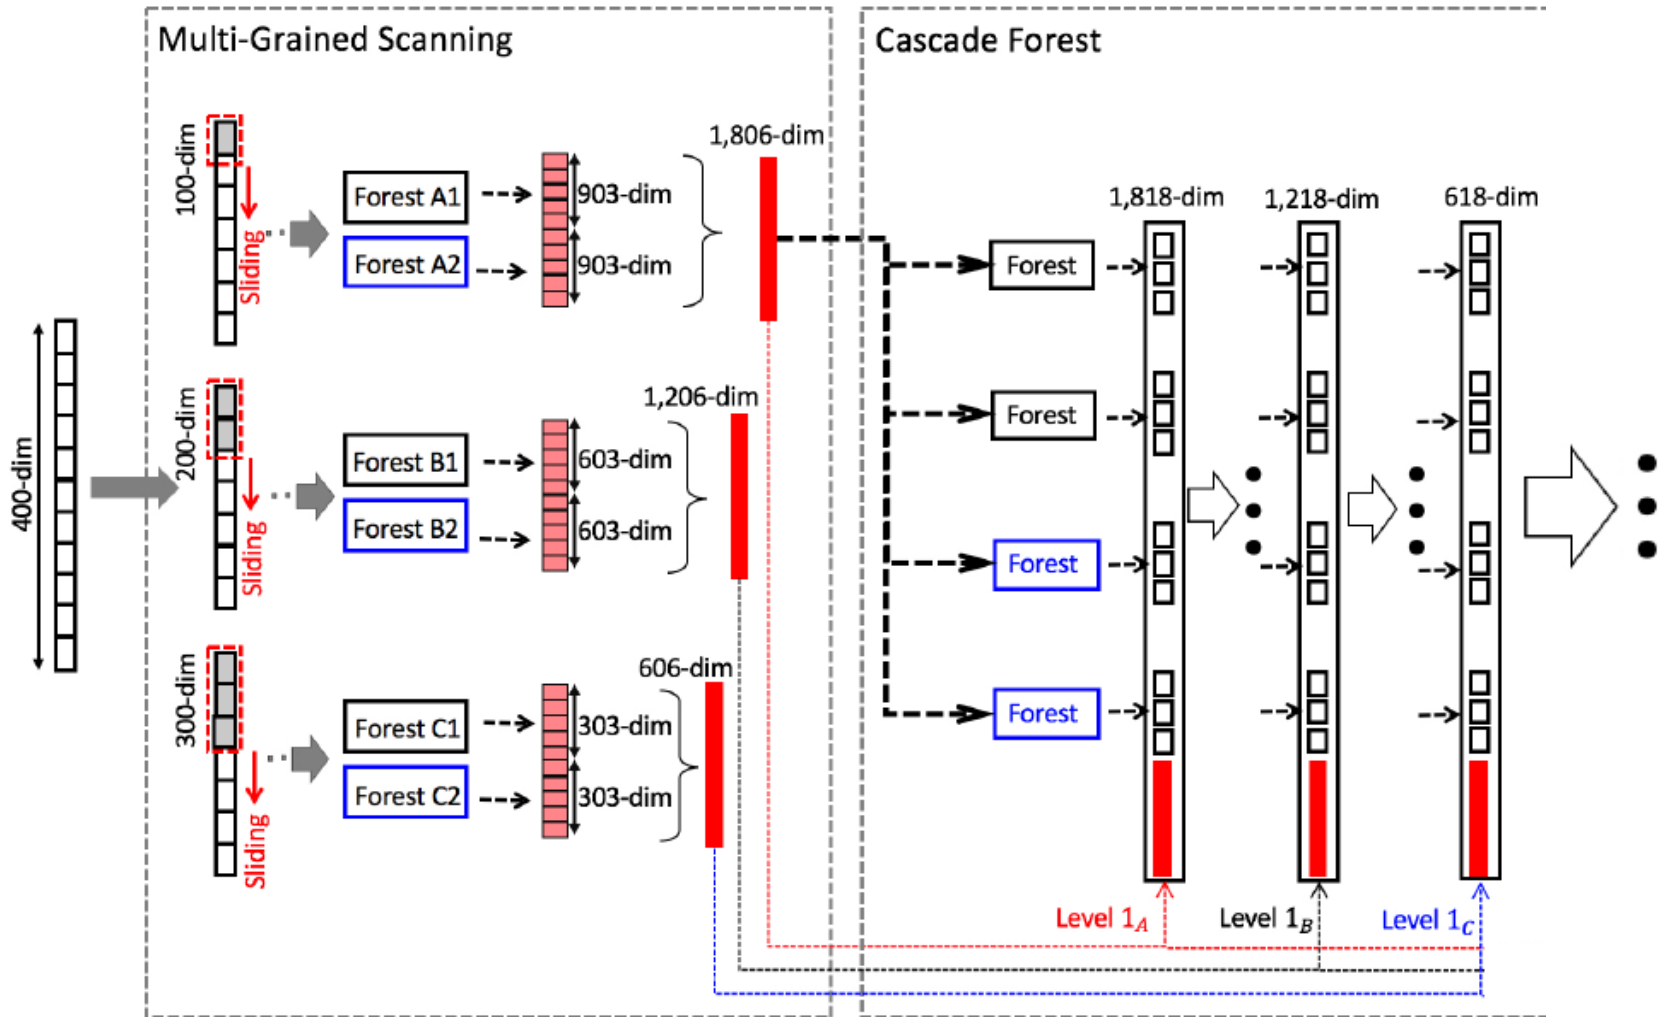 Multi-Grained Scanning
Cascade Forest
400-dim
100-dim
Sliding
Forest A1
Forest A2
903-dim
903-dim
1,806-dim
200-dim
Sliding
Forest B1
Forest B2
603-dim
603-dim
1,206-dim
300-dim
Sliding
Forest C1
Forest C2
303-dim
303-dim
606-dim
Forest
Forest
Forest
Forest
1,818-dim
1,218-dim
618-dim
Level 1A
Level 1B
Level 1C